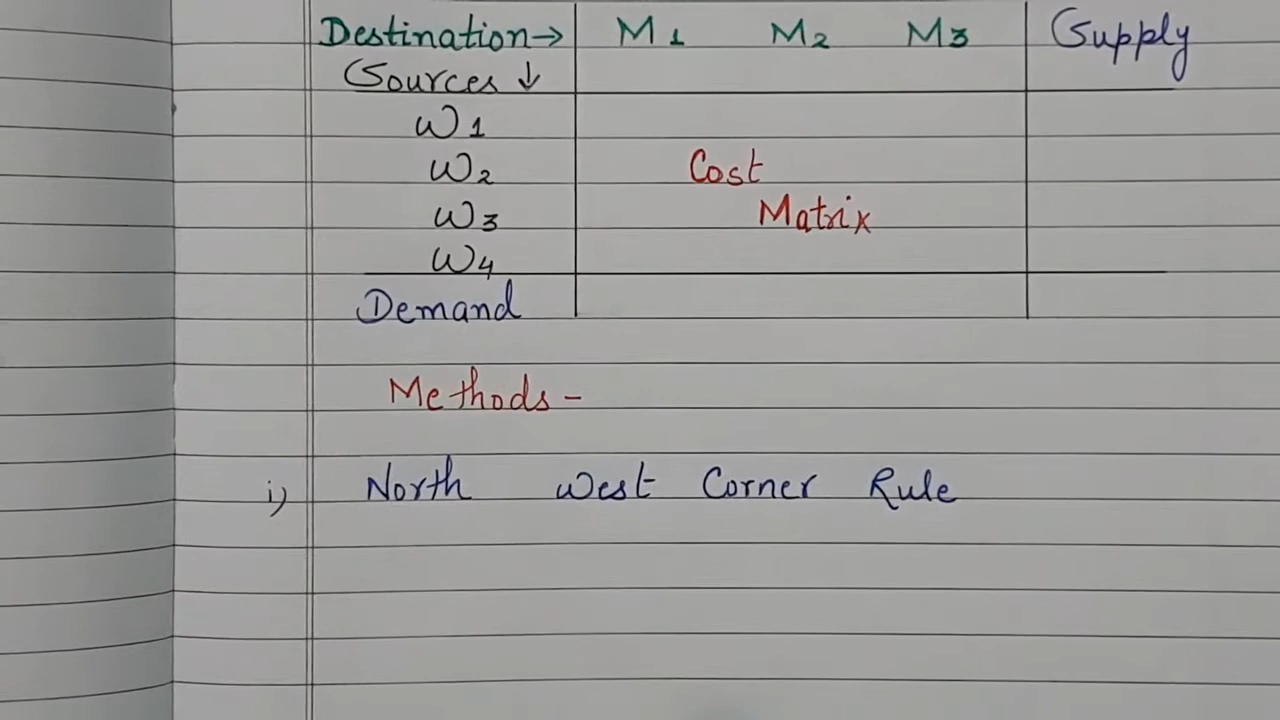 Destination→ M1 M2 M3 Supply
Sources ↓
W1
W2 Cost
W3 Matrix
W4
Demand
Methods -
i) North West Corner Rule